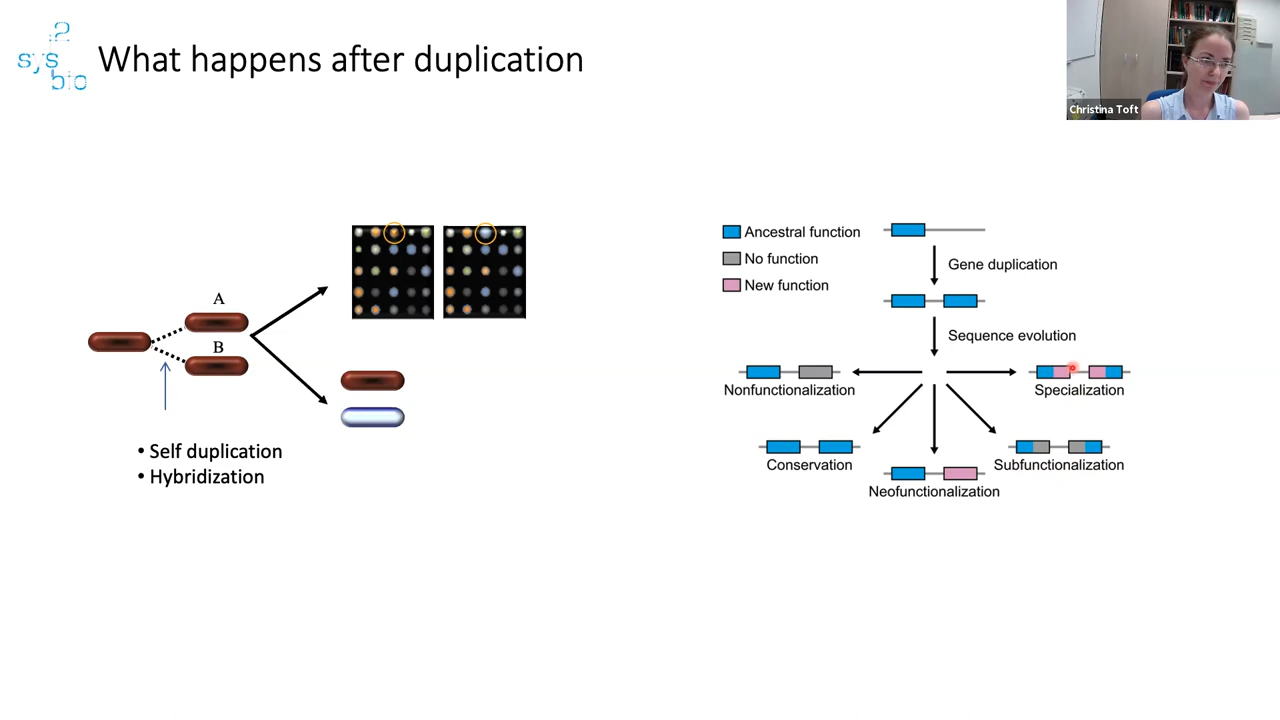 i2
sys
bio
What happens after duplication
Christina Toft
A
B
• Self duplication
• Hybridization
Ancestral function
No function
New function
Gene duplication
Sequence evolution
Nonfunctionalization
Specialization
Conservation
Subfunctionalization
Neofunctionalization